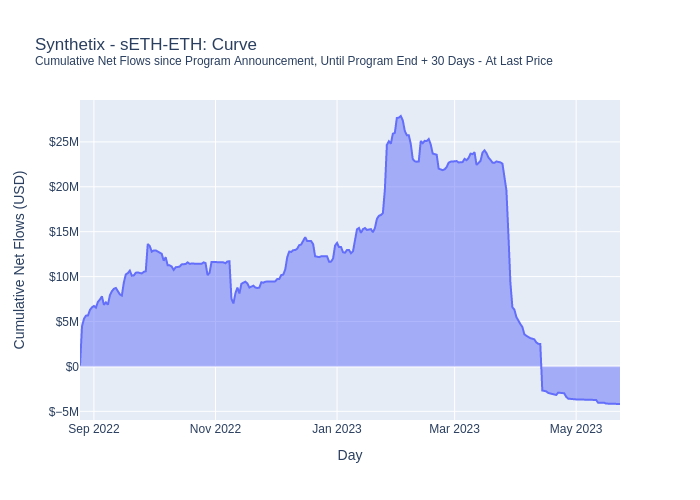 Synthetix - sETH-ETH: Curve
Cumulative Net Flows since Program Announcement, Until Program End + 30 Days - At Last Price
Cumulative Net Flows (USD)
$25M
$20M
$15M
$10M
$5M
$0
$−5M
Sep 2022
Nov 2022
Jan 2023
Mar 2023
May 2023
Day